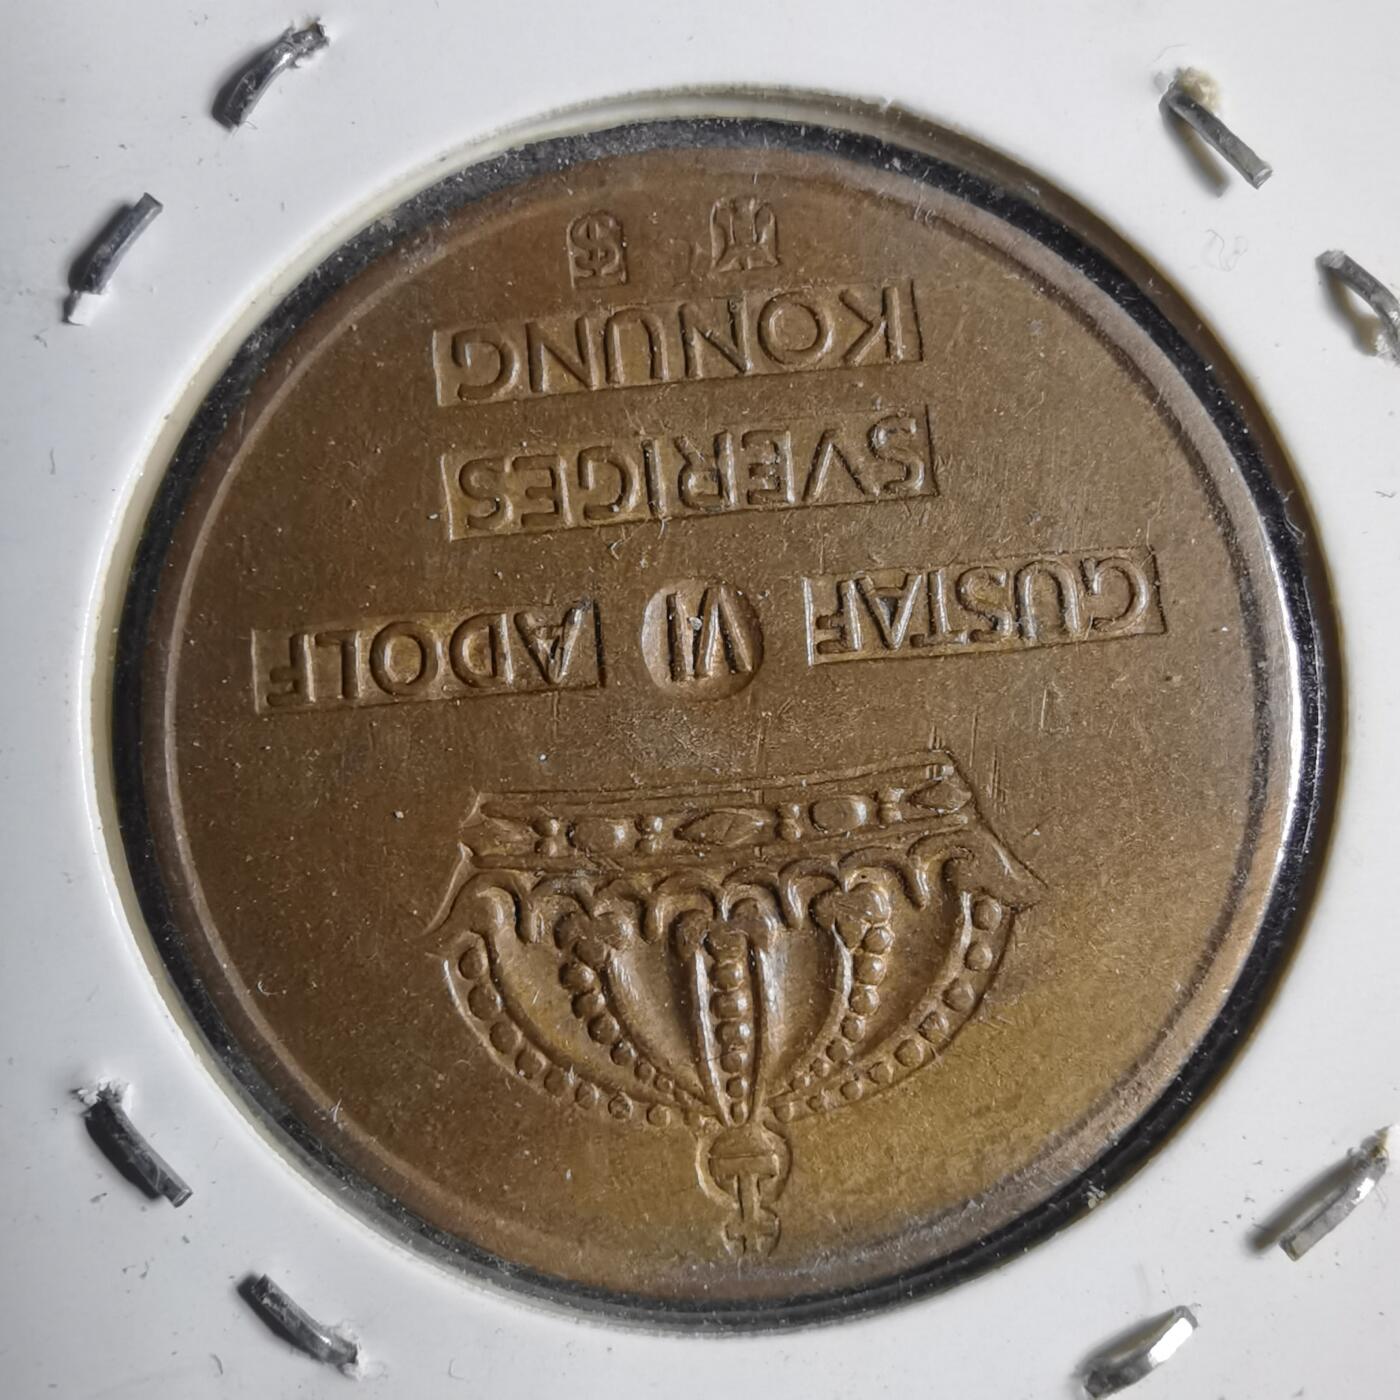 GUSTAF VI ADOLF
SVERIGES
KONUNG